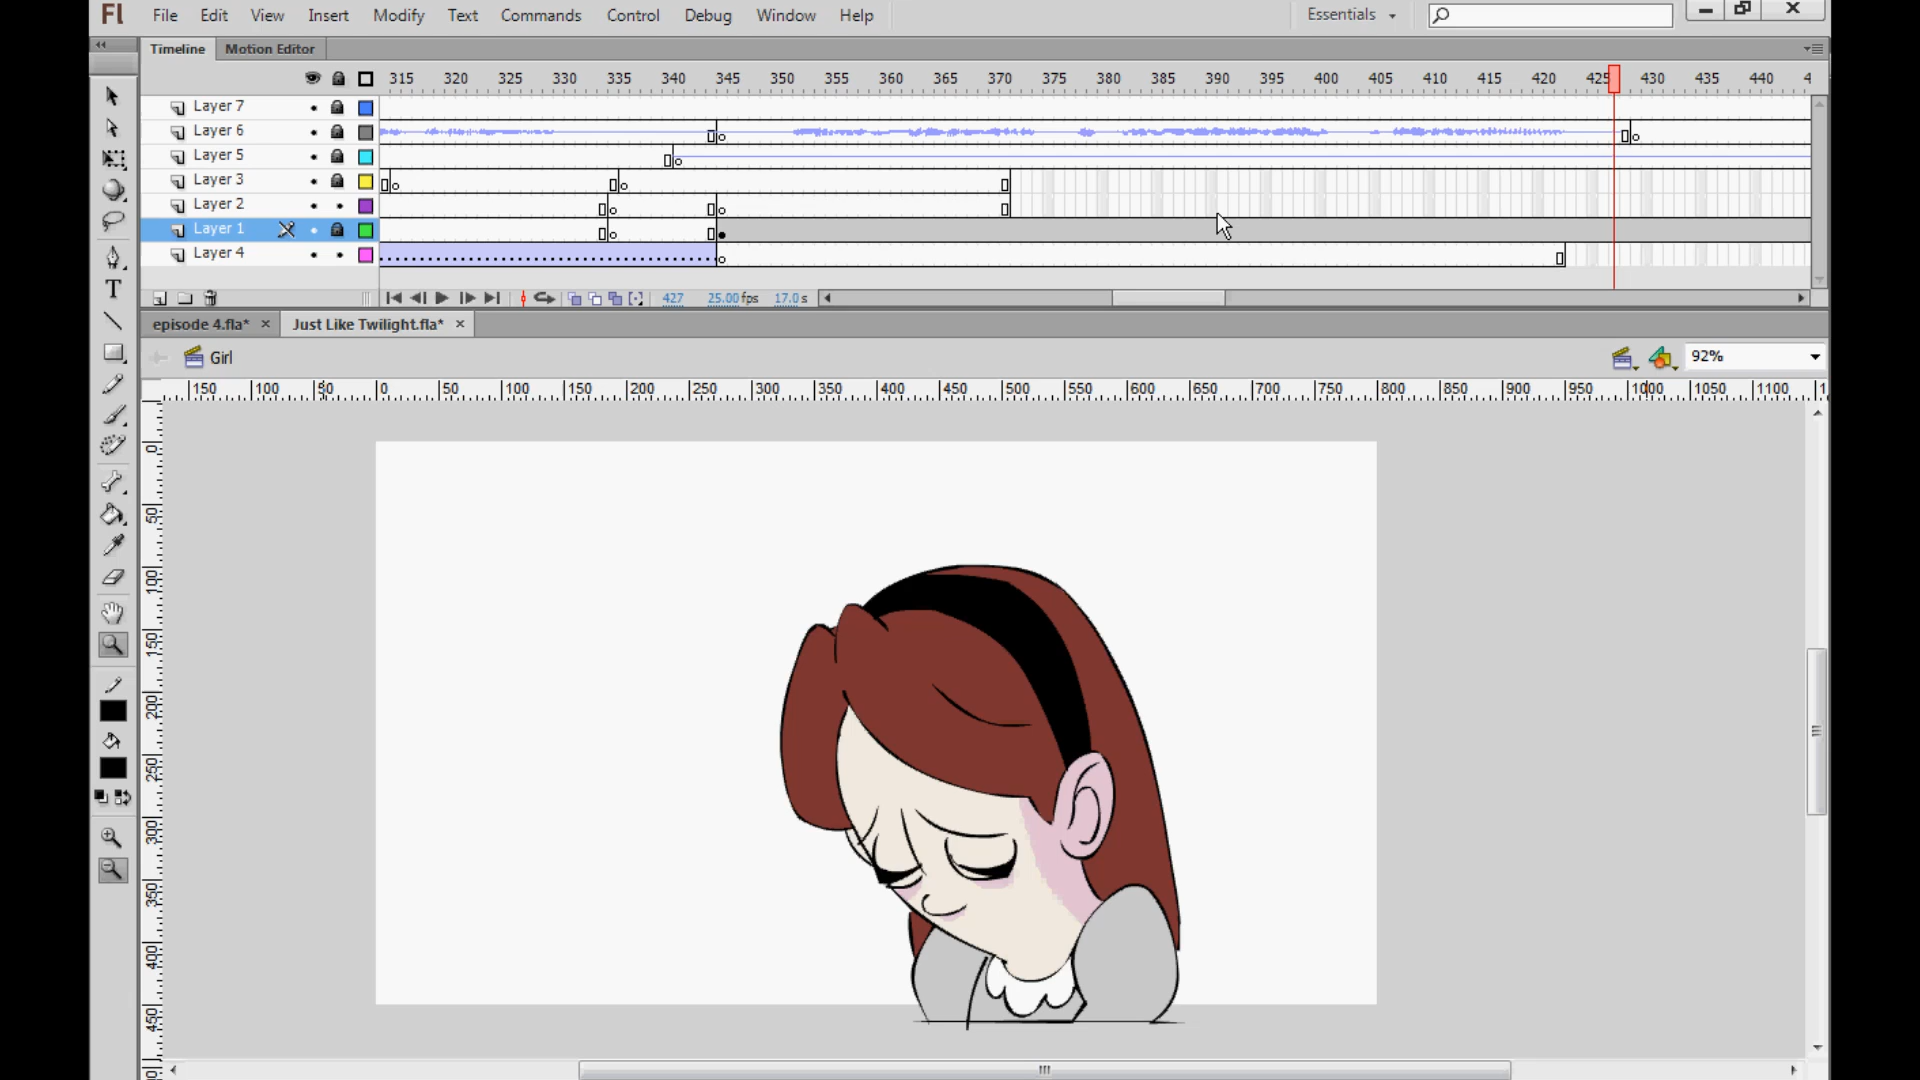 Fl File Edit View Insert Modify Text Commands Control Debug Window Help Essentials
Timeline Motion Editor
315 320 325 330 335 340 345 350 355 360 365 370 375 380 385 390 395 400 405 410 415 420 425 430 435 440 4
Layer 7
Layer 6
Layer 5
Layer 3
Layer 2
Layer 1
Layer 4
427 25.00 fps 17.0 s
episode 4.fla* Just Like Twilight.fla*
Girl 92%
150 100 50 0 50 100 150 200 250 300 350 400 450 500 550 600 650 700 750 800 850 900 950 1000 1050 1100 1
0
50
100
150
200
250
300
350
400
450
T